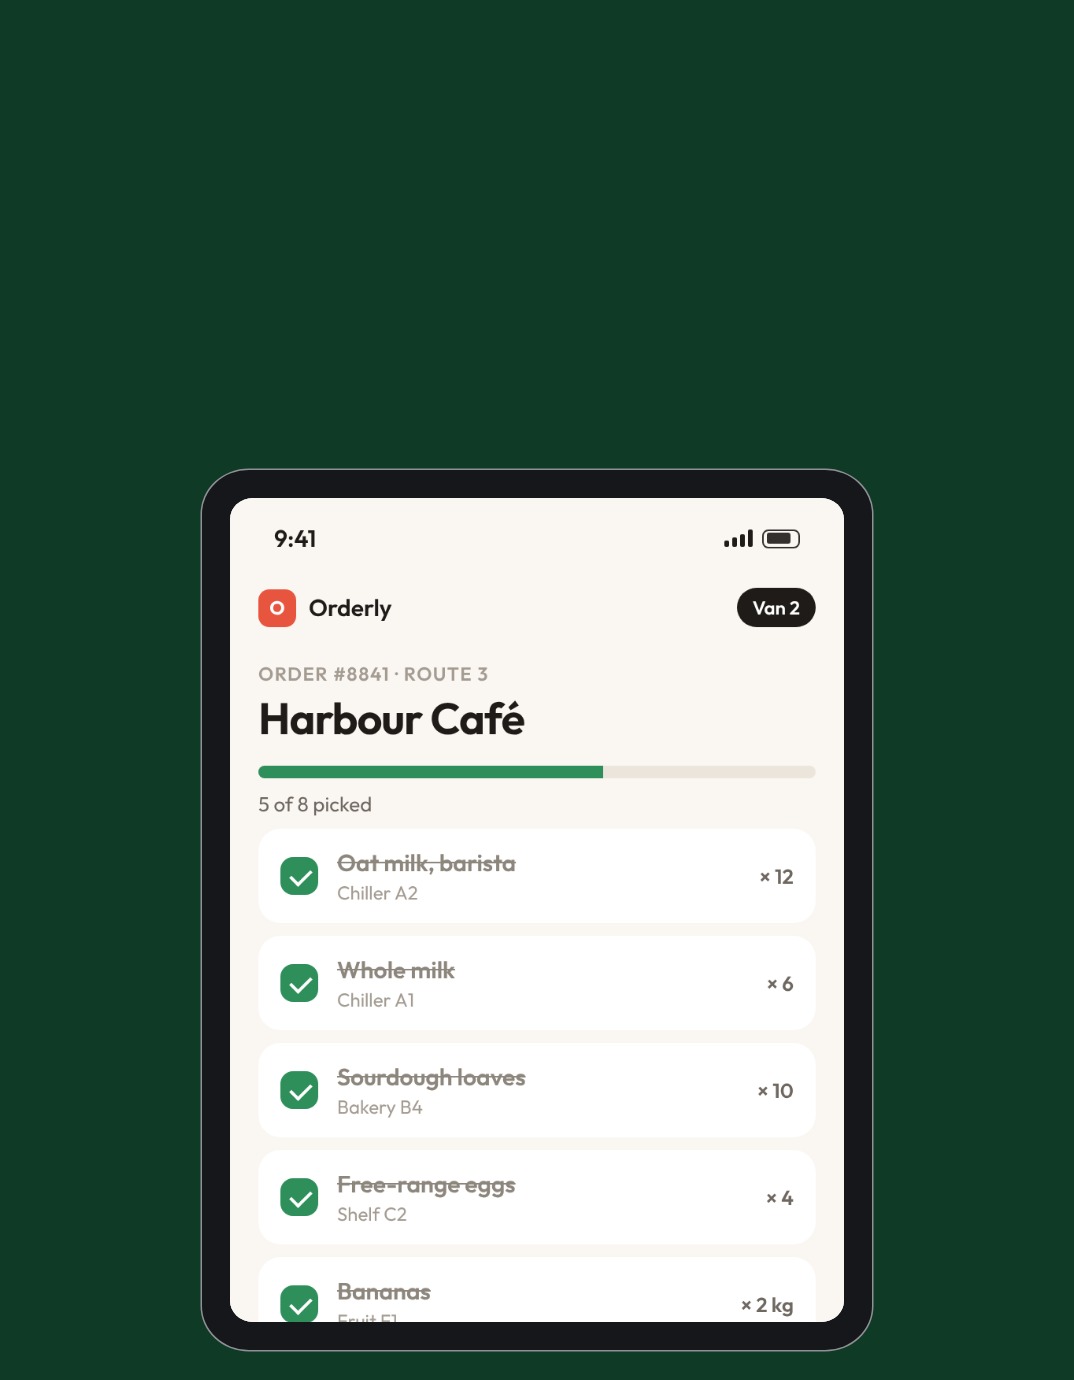 9:41
O Orderly
Van 2
ORDER #8841 · ROUTE 3
Harbour Café
5 of 8 picked
Oat milk, barista
Chiller A2
× 12
Whole milk
Chiller A1
× 6
Sourdough loaves
Bakery B4
× 10
Free-range eggs
Shelf C2
× 4
Bananas
× 2 kg